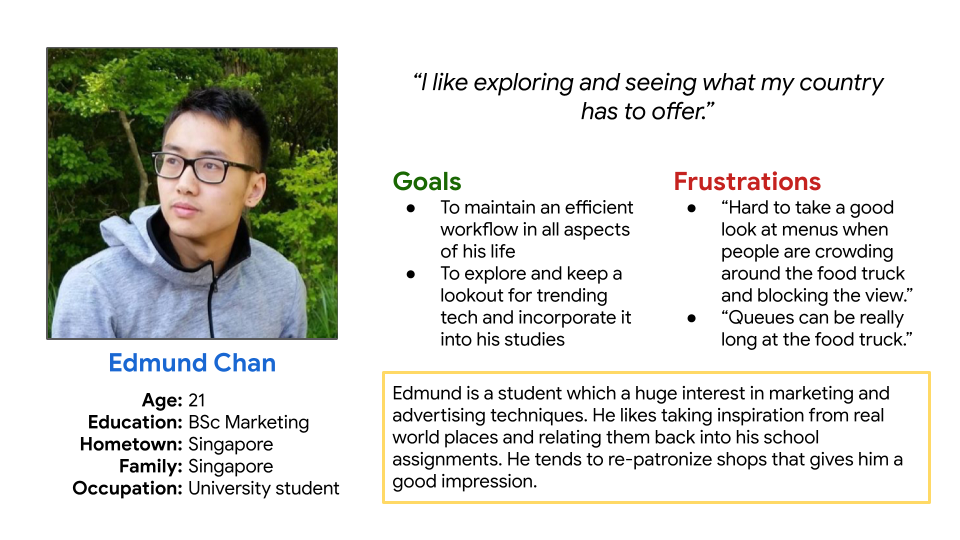 “I like exploring and seeing what my country
has to offer.”
Goals
● To maintain an efficient
workflow in all aspects
of his life
● To explore and keep a
lookout for trending
tech and incorporate it
into his studies
Frustrations
● “Hard to take a good
look at menus when
people are crowding
around the food truck
and blocking the view.”
● “Queues can be really
long at the food truck.”
Edmund Chan
Age: 21
Education: BSc Marketing
Hometown: Singapore
Family: Singapore
Occupation: University student
Edmund is a student which a huge interest in marketing and
advertising techniques. He likes taking inspiration from real
world places and relating them back into his school
assignments. He tends to re-patronize shops that gives him a
good impression.